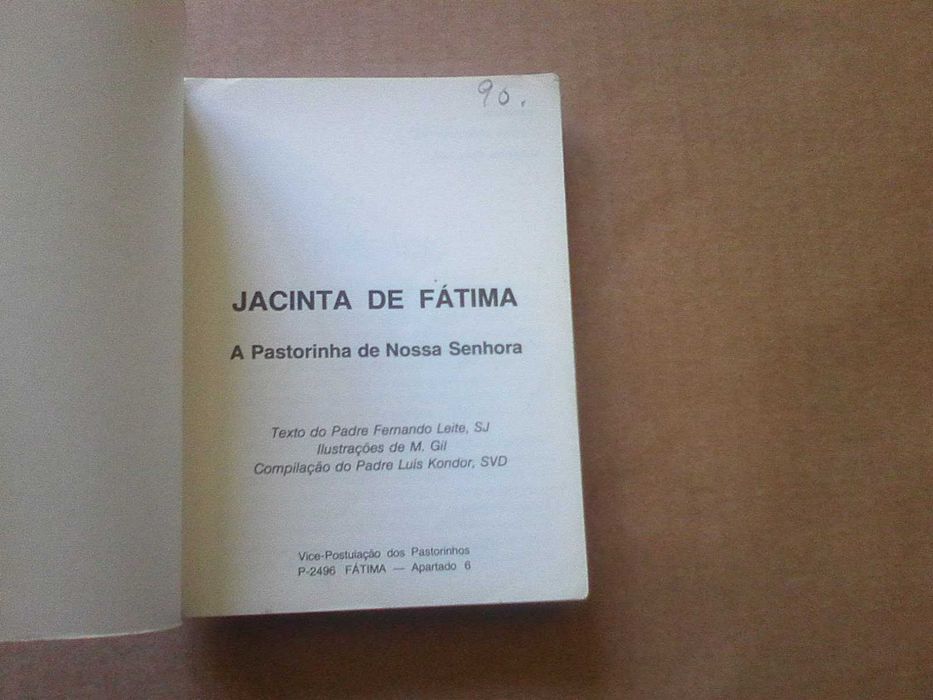 90.
JACINTA DE FÁTIMA
A Pastorinha de Nossa Senhora
Texto do Padre Fernando Leite, SJ
Ilustrações de M. Gil
Compilação do Padre Luis Kondor, SVD
Vice-Postulação dos Pastorinhos
P-2496 FÁTIMA — Apartado 6